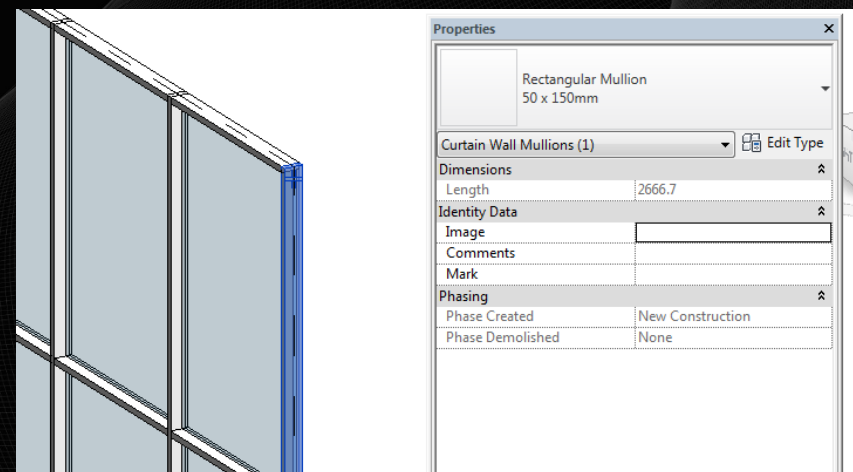 Properties
Rectangular Mullion
50 x 150mm
Curtain Wall Mullions (1)
Edit Type
Dimensions
Length 2666.7
Identity Data
Image
Comments
Mark
Phasing
Phase Created New Construction
Phase Demolished None